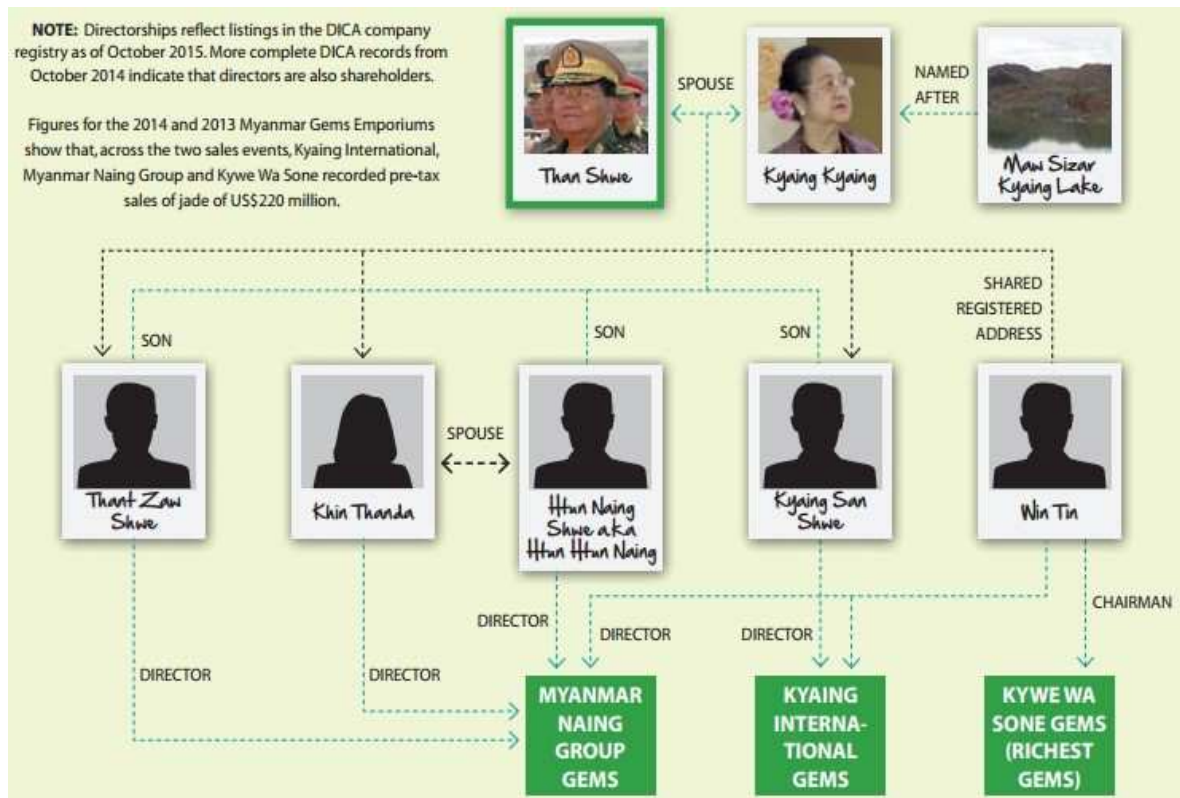 NOTE: Directorships reflect listings in the DICA company
registry as of October 2015. More complete DICA records from
October 2014 indicate that directors are also shareholders.
Figures for the 2014 and 2013 Myanmar Gems Emporiums
show that, across the two sales events, Kyaing International,
Myanmar Naing Group and Kywe Wa Sone recorded pre-tax
sales of jade of US$220 million.
Than Shwe
SPOUSE
Kyaing Kyaing
NAMED
AFTER
Maw Sizar
Kyaing Lake
SHARED
REGISTERED
ADDRESS
SON
SON
SON
Thant Zaw
Shwe
Khin Thanda
SPOUSE
Htun Naing
Shwe aka
Htun Htun Naing
Kyaing San
Shwe
Win Tin
DIRECTOR
DIRECTOR
DIRECTOR
DIRECTOR
DIRECTOR
CHAIRMAN
MYANMAR
NAING
GROUP
GEMS
KYAING
INTERNA-
TIONAL
GEMS
KYWE WA
SONE GEMS
(RICHEST
GEMS)